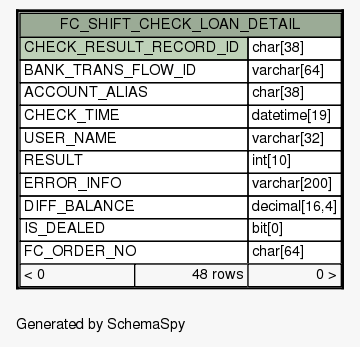 FC_SHIFT_CHECK_LOAN_DETAIL
CHECK_RESULT_RECORD_ID char[38]
BANK_TRANS_FLOW_ID varchar[64]
ACCOUNT_ALIAS char[38]
CHECK_TIME datetime[19]
USER_NAME varchar[32]
RESULT int[10]
ERROR_INFO varchar[200]
DIFF_BALANCE decimal[16,4]
IS_DEALED bit[0]
FC_ORDER_NO char[64]
< 0 48 rows 0 >
Generated by SchemaSpy